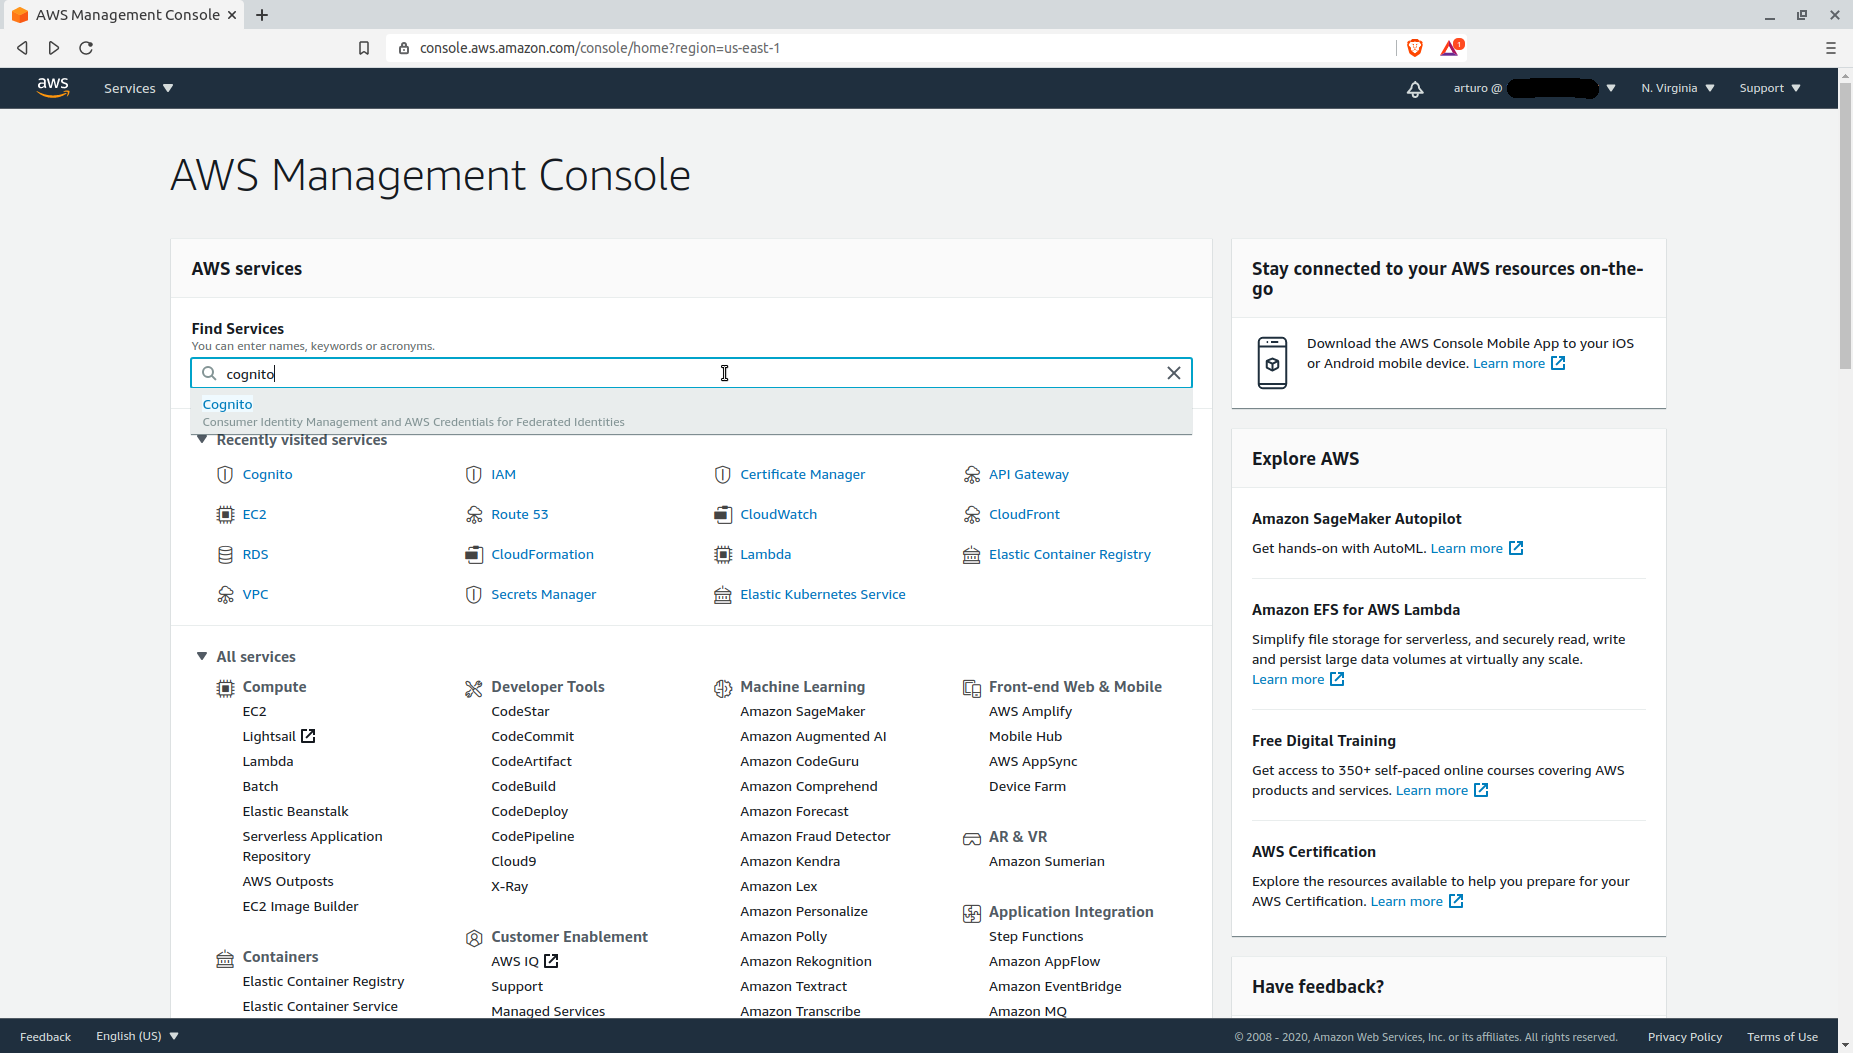 AWS Management Console
console.aws.amazon.com/console/home?region=us-east-1
1
aws
Services
arturo @
N. Virginia
Support
AWS Management Console
AWS services
Find Services
You can enter names, keywords or acronyms.
cognito
Cognito
Consumer Identity Management and AWS Credentials for Federated Identities
Recently visited services
Cognito
IAM
Certificate Manager
API Gateway
EC2
Route 53
CloudWatch
CloudFront
RDS
CloudFormation
Lambda
Elastic Container Registry
VPC
Secrets Manager
Elastic Kubernetes Service
All services
Compute
EC2
Lightsail
Lambda
Batch
Elastic Beanstalk
Serverless Application
Repository
AWS Outposts
EC2 Image Builder
Containers
Elastic Container Registry
Elastic Container Service
Developer Tools
CodeStar
CodeCommit
CodeArtifact
CodeBuild
CodeDeploy
CodePipeline
Cloud9
X-Ray
Customer Enablement
AWS IQ
Support
Managed Services
Machine Learning
Amazon SageMaker
Amazon Augmented AI
Amazon CodeGuru
Amazon Comprehend
Amazon Forecast
Amazon Fraud Detector
Amazon Kendra
Amazon Lex
Amazon Personalize
Amazon Polly
Amazon Rekognition
Amazon Textract
Amazon Transcribe
Front-end Web & Mobile
AWS Amplify
Mobile Hub
AWS AppSync
Device Farm
AR & VR
Amazon Sumerian
Application Integration
Step Functions
Amazon AppFlow
Amazon EventBridge
Amazon MQ
Stay connected to your AWS resources on-the-
go
Download the AWS Console Mobile App to your iOS
or Android mobile device. Learn more
Explore AWS
Amazon SageMaker Autopilot
Get hands-on with AutoML. Learn more
Amazon EFS for AWS Lambda
Simplify file storage for serverless, and securely read, write
and persist large data volumes at virtually any scale.
Learn more
Free Digital Training
Get access to 350+ self-paced online courses covering AWS
products and services. Learn more
AWS Certification
Explore the resources available to help you prepare for your
AWS Certification. Learn more
Have feedback?
Feedback
English (US)
© 2008 - 2020, Amazon Web Services, Inc. or its affiliates. All rights reserved.
Privacy Policy
Terms of Use